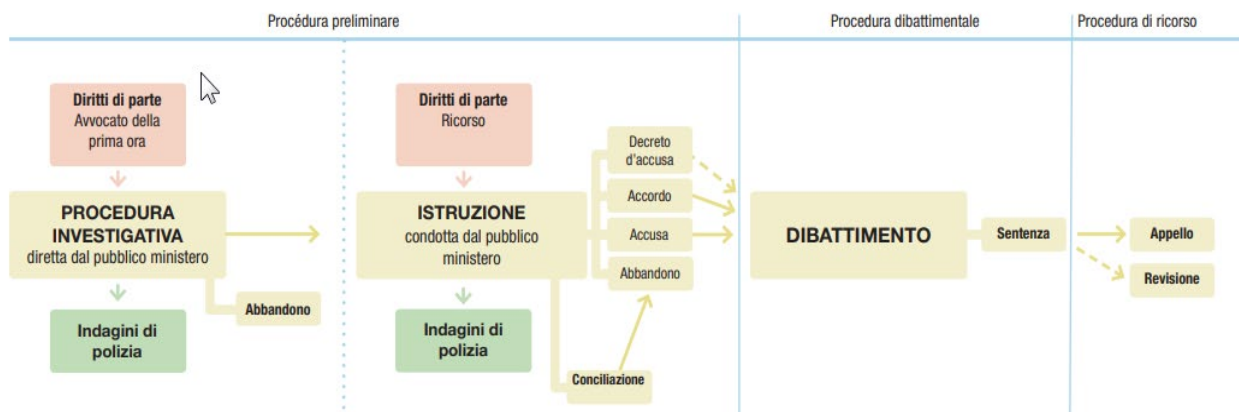 Procédura preliminare
Procedura dibattimentale
Procedura di ricorso
Diritti di parte
Avvocato della
prima ora
PROCEDURA
INVESTIGATIVA
diretta dal pubblico ministero
Abbandono
Indagini di
polizia
Diritti di parte
Ricorso
ISTRUZIONE
condotta dal pubblico
ministero
Indagini di
polizia
Decreto
d'accusa
Accordo
Accusa
Abbandono
Conciliazione
DIBATTIMENTO
Sentenza
Appello
Revisione